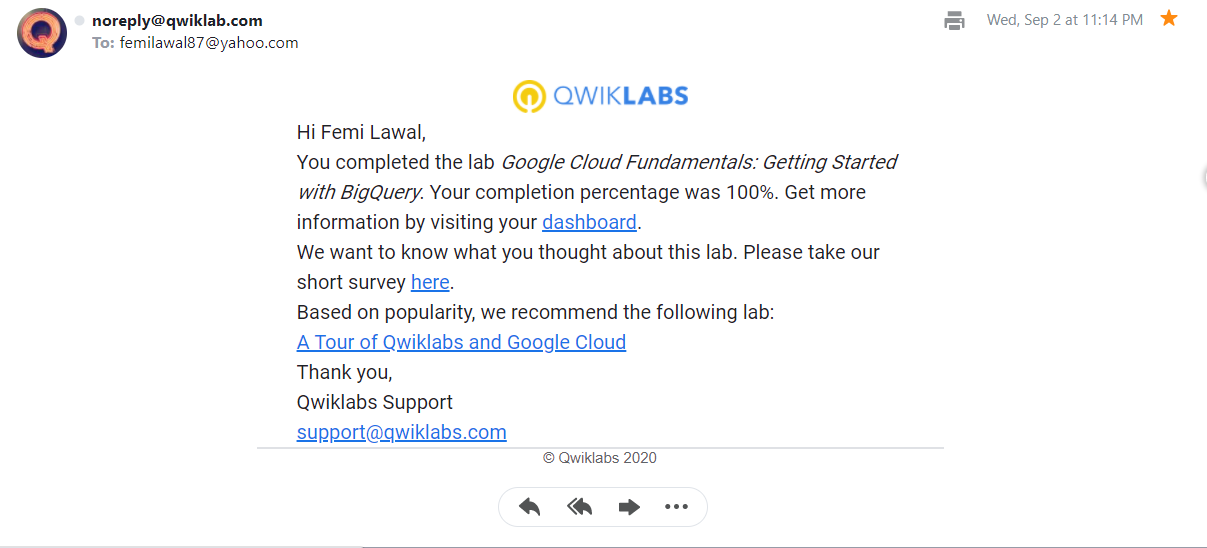 noreply@qwiklab.com
Wed, Sep 2 at 11:14 PM
To: femilawal87@yahoo.com
QWIKLABS
Hi Femi Lawal,
You completed the lab Google Cloud Fundamentals: Getting Started
with BigQuery. Your completion percentage was 100%. Get more
information by visiting your dashboard.
We want to know what you thought about this lab. Please take our
short survey here.
Based on popularity, we recommend the following lab:
A Tour of Qwiklabs and Google Cloud
Thank you,
Qwiklabs Support
support@qwiklabs.com
© Qwiklabs 2020